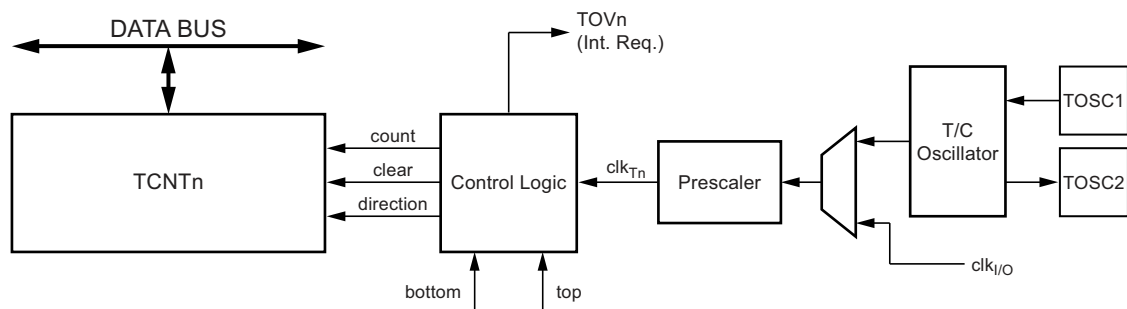 DATA BUS
TOVn
(Int. Req.)
TCNTn
count
clear
direction
Control Logic
bottom
top
clkTn
Prescaler
T/C
Oscillator
TOSC1
TOSC2
clkI/O